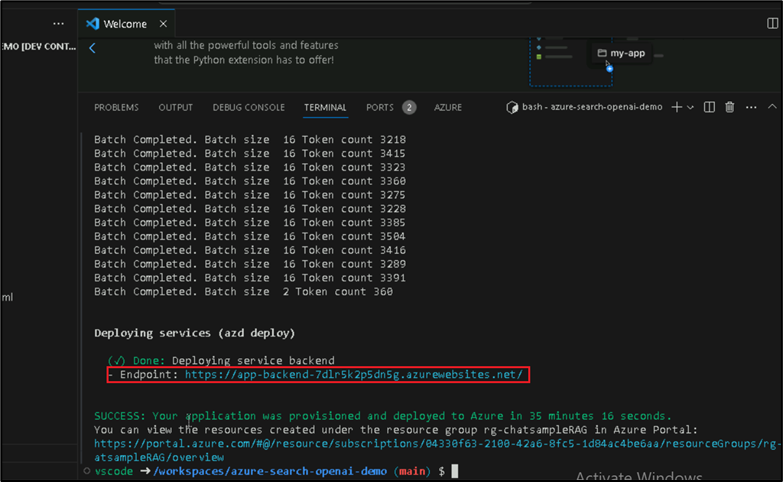 EMO [DEV CONT...
Welcome
with all the powerful tools and features
that the Python extension has to offer!
my-app
PROBLEMS OUTPUT DEBUG CONSOLE TERMINAL PORTS 2 AZURE
bash - azure-search-openai-demo
Batch Completed. Batch size 16 Token count 3218
Batch Completed. Batch size 16 Token count 3415
Batch Completed. Batch size 16 Token count 3323
Batch Completed. Batch size 16 Token count 3360
Batch Completed. Batch size 16 Token count 3275
Batch Completed. Batch size 16 Token count 3228
Batch Completed. Batch size 16 Token count 3385
Batch Completed. Batch size 16 Token count 3504
Batch Completed. Batch size 16 Token count 3416
Batch Completed. Batch size 16 Token count 3289
Batch Completed. Batch size 16 Token count 3391
Batch Completed. Batch size 2 Token count 360
ml
Deploying services (azd deploy)
(✓) Done: Deploying service backend
- Endpoint: https://app-backend-7dlr5k2p5dn5g.azurewebsites.net/
SUCCESS: Your application was provisioned and deployed to Azure in 35 minutes 16 seconds.
You can view the resources created under the resource group rg-chatsampleRAG in Azure Portal:
https://portal.azure.com/#@/resource/subscriptions/04330f63-2100-42a6-8fc5-1d84ac4be6aa/resourceGroups/rg-
atsampleRAG/overview
vscode ➜ /workspaces/azure-search-openai-demo (main) $
Activate Windows